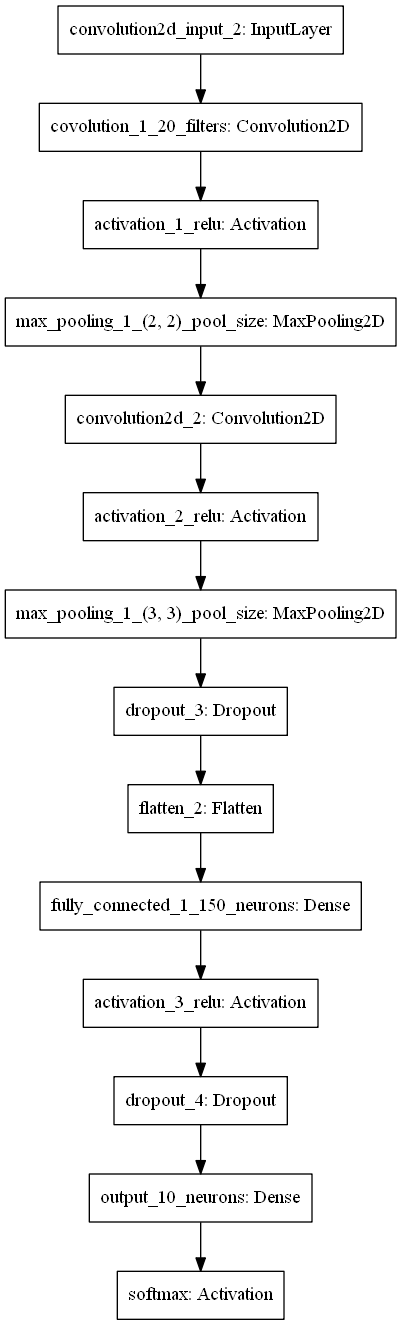 convolution2d_input_2: InputLayer
covolution_1_20_filters: Convolution2D
activation_1_relu: Activation
max_pooling_1_(2, 2)_pool_size: MaxPooling2D
convolution2d_2: Convolution2D
activation_2_relu: Activation
max_pooling_1_(3, 3)_pool_size: MaxPooling2D
dropout_3: Dropout
flatten_2: Flatten
fully_connected_1_150_neurons: Dense
activation_3_relu: Activation
dropout_4: Dropout
output_10_neurons: Dense
softmax: Activation